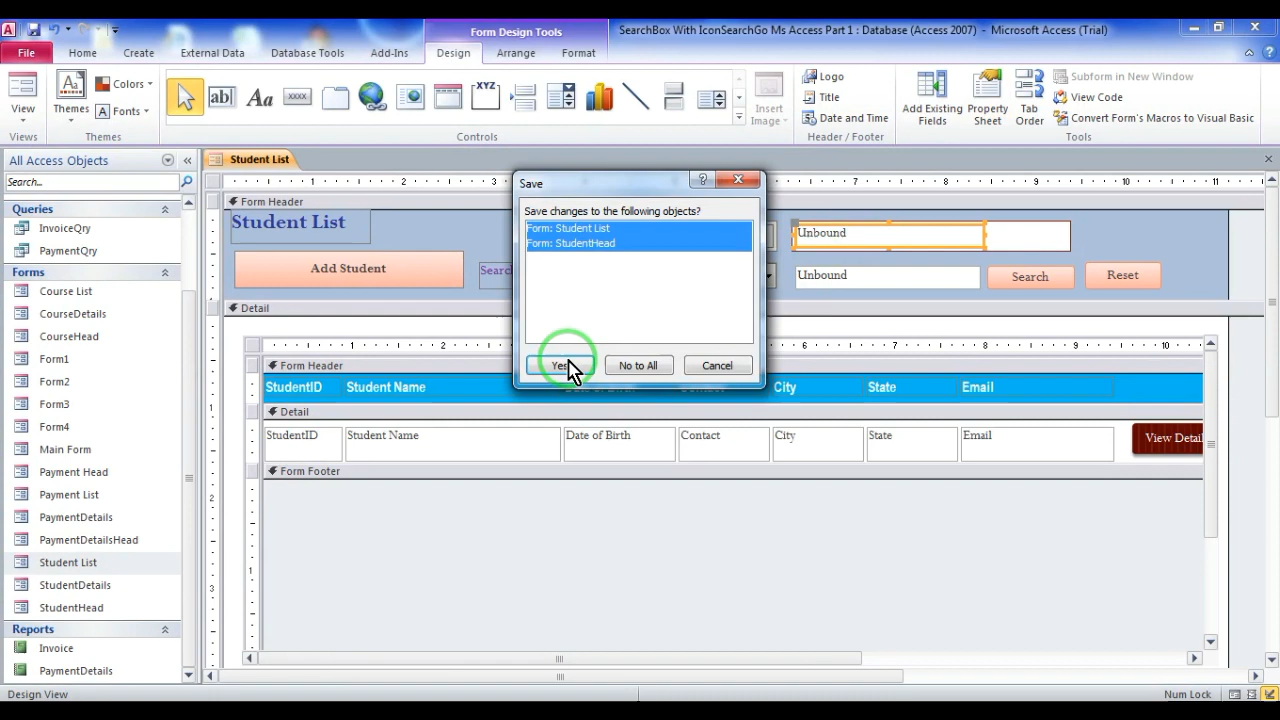 Form Design Tools
SearchBox With IconSearchGo Ms Access Part 1 : Database (Access 2007) - Microsoft Access (Trial)
File Home Create External Data Database Tools Add-Ins Design Arrange Format
View
Views
Themes
Colors
Fonts
Themes
Controls
Insert Image
Logo
Title
Date and Time
Header / Footer
Add Existing Fields
Property Sheet
Tab Order
Subform in New Window
View Code
Convert Form's Macros to Visual Basic
Tools
All Access Objects
Search...
Queries
InvoiceQry
PaymentQry
Forms
Course List
CourseDetails
CourseHead
Form1
Form2
Form3
Form4
Main Form
Payment Head
Payment List
PaymentDetails
PaymentDetailsHead
Student List
StudentDetails
StudentHead
Reports
Invoice
PaymentDetails
Student List
Form Header
Student List
Add Student
Search
Unbound
Unbound
Search
Reset
Detail
Save
Save changes to the following objects?
Form: Student List
Form: StudentHead
Yes
No to All
Cancel
Form Header
StudentID Student Name City State Email
Detail
StudentID Student Name Date of Birth Contact City State Email
Form Footer
Design View
Num Lock